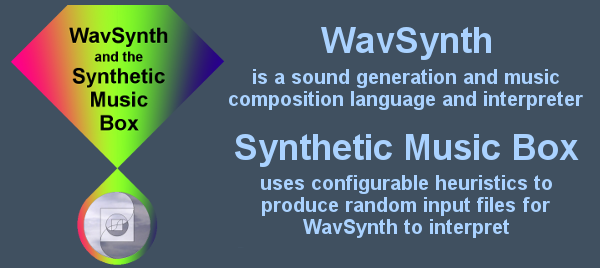 WavSynth
and the
Synthetic
Music
Box
WavSynth
is a sound generation and music
composition language and interpreter
Synthetic Music Box
uses configurable heuristics to
produce random input files for
WavSynth to interpret